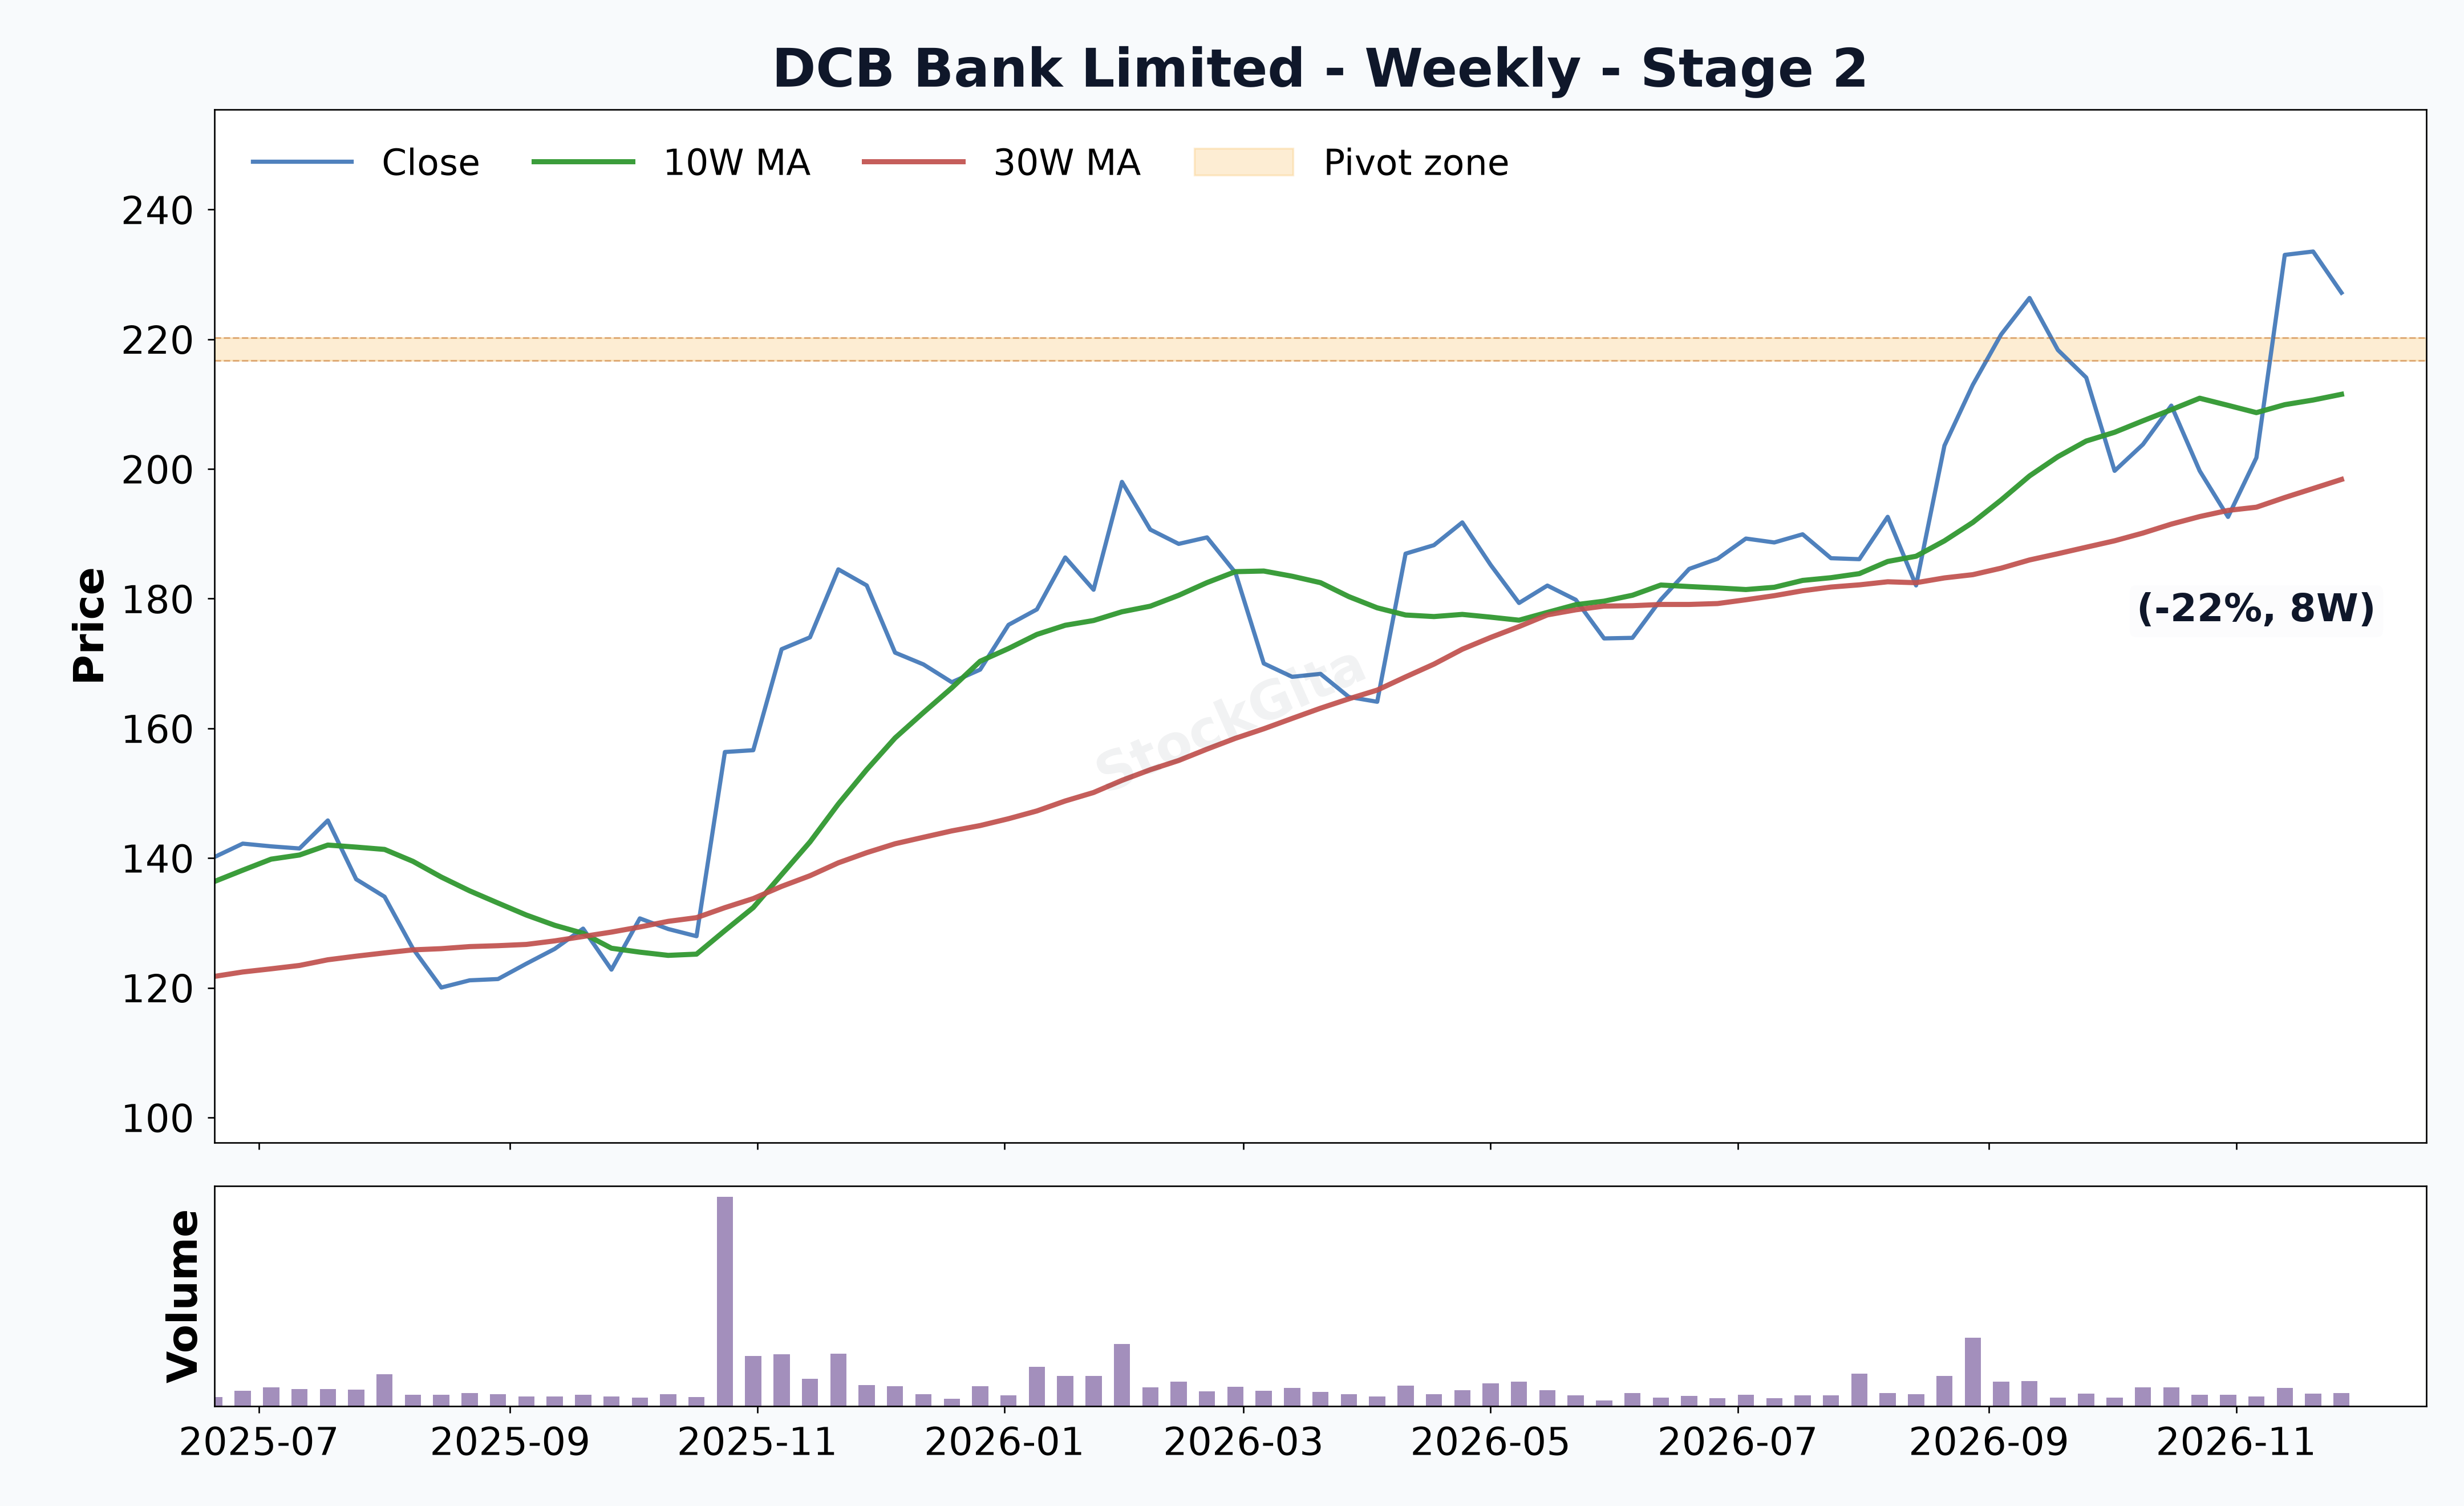 DCB Bank Limited - Weekly - Stage 2
Close 10W MA 30W MA Pivot zone
240
220
200
180
160
140
120
100
Price
(-22%, 8W)
StockGita
Volume
2025-07 2025-09 2025-11 2026-01 2026-03 2026-05 2026-07 2026-09 2026-11